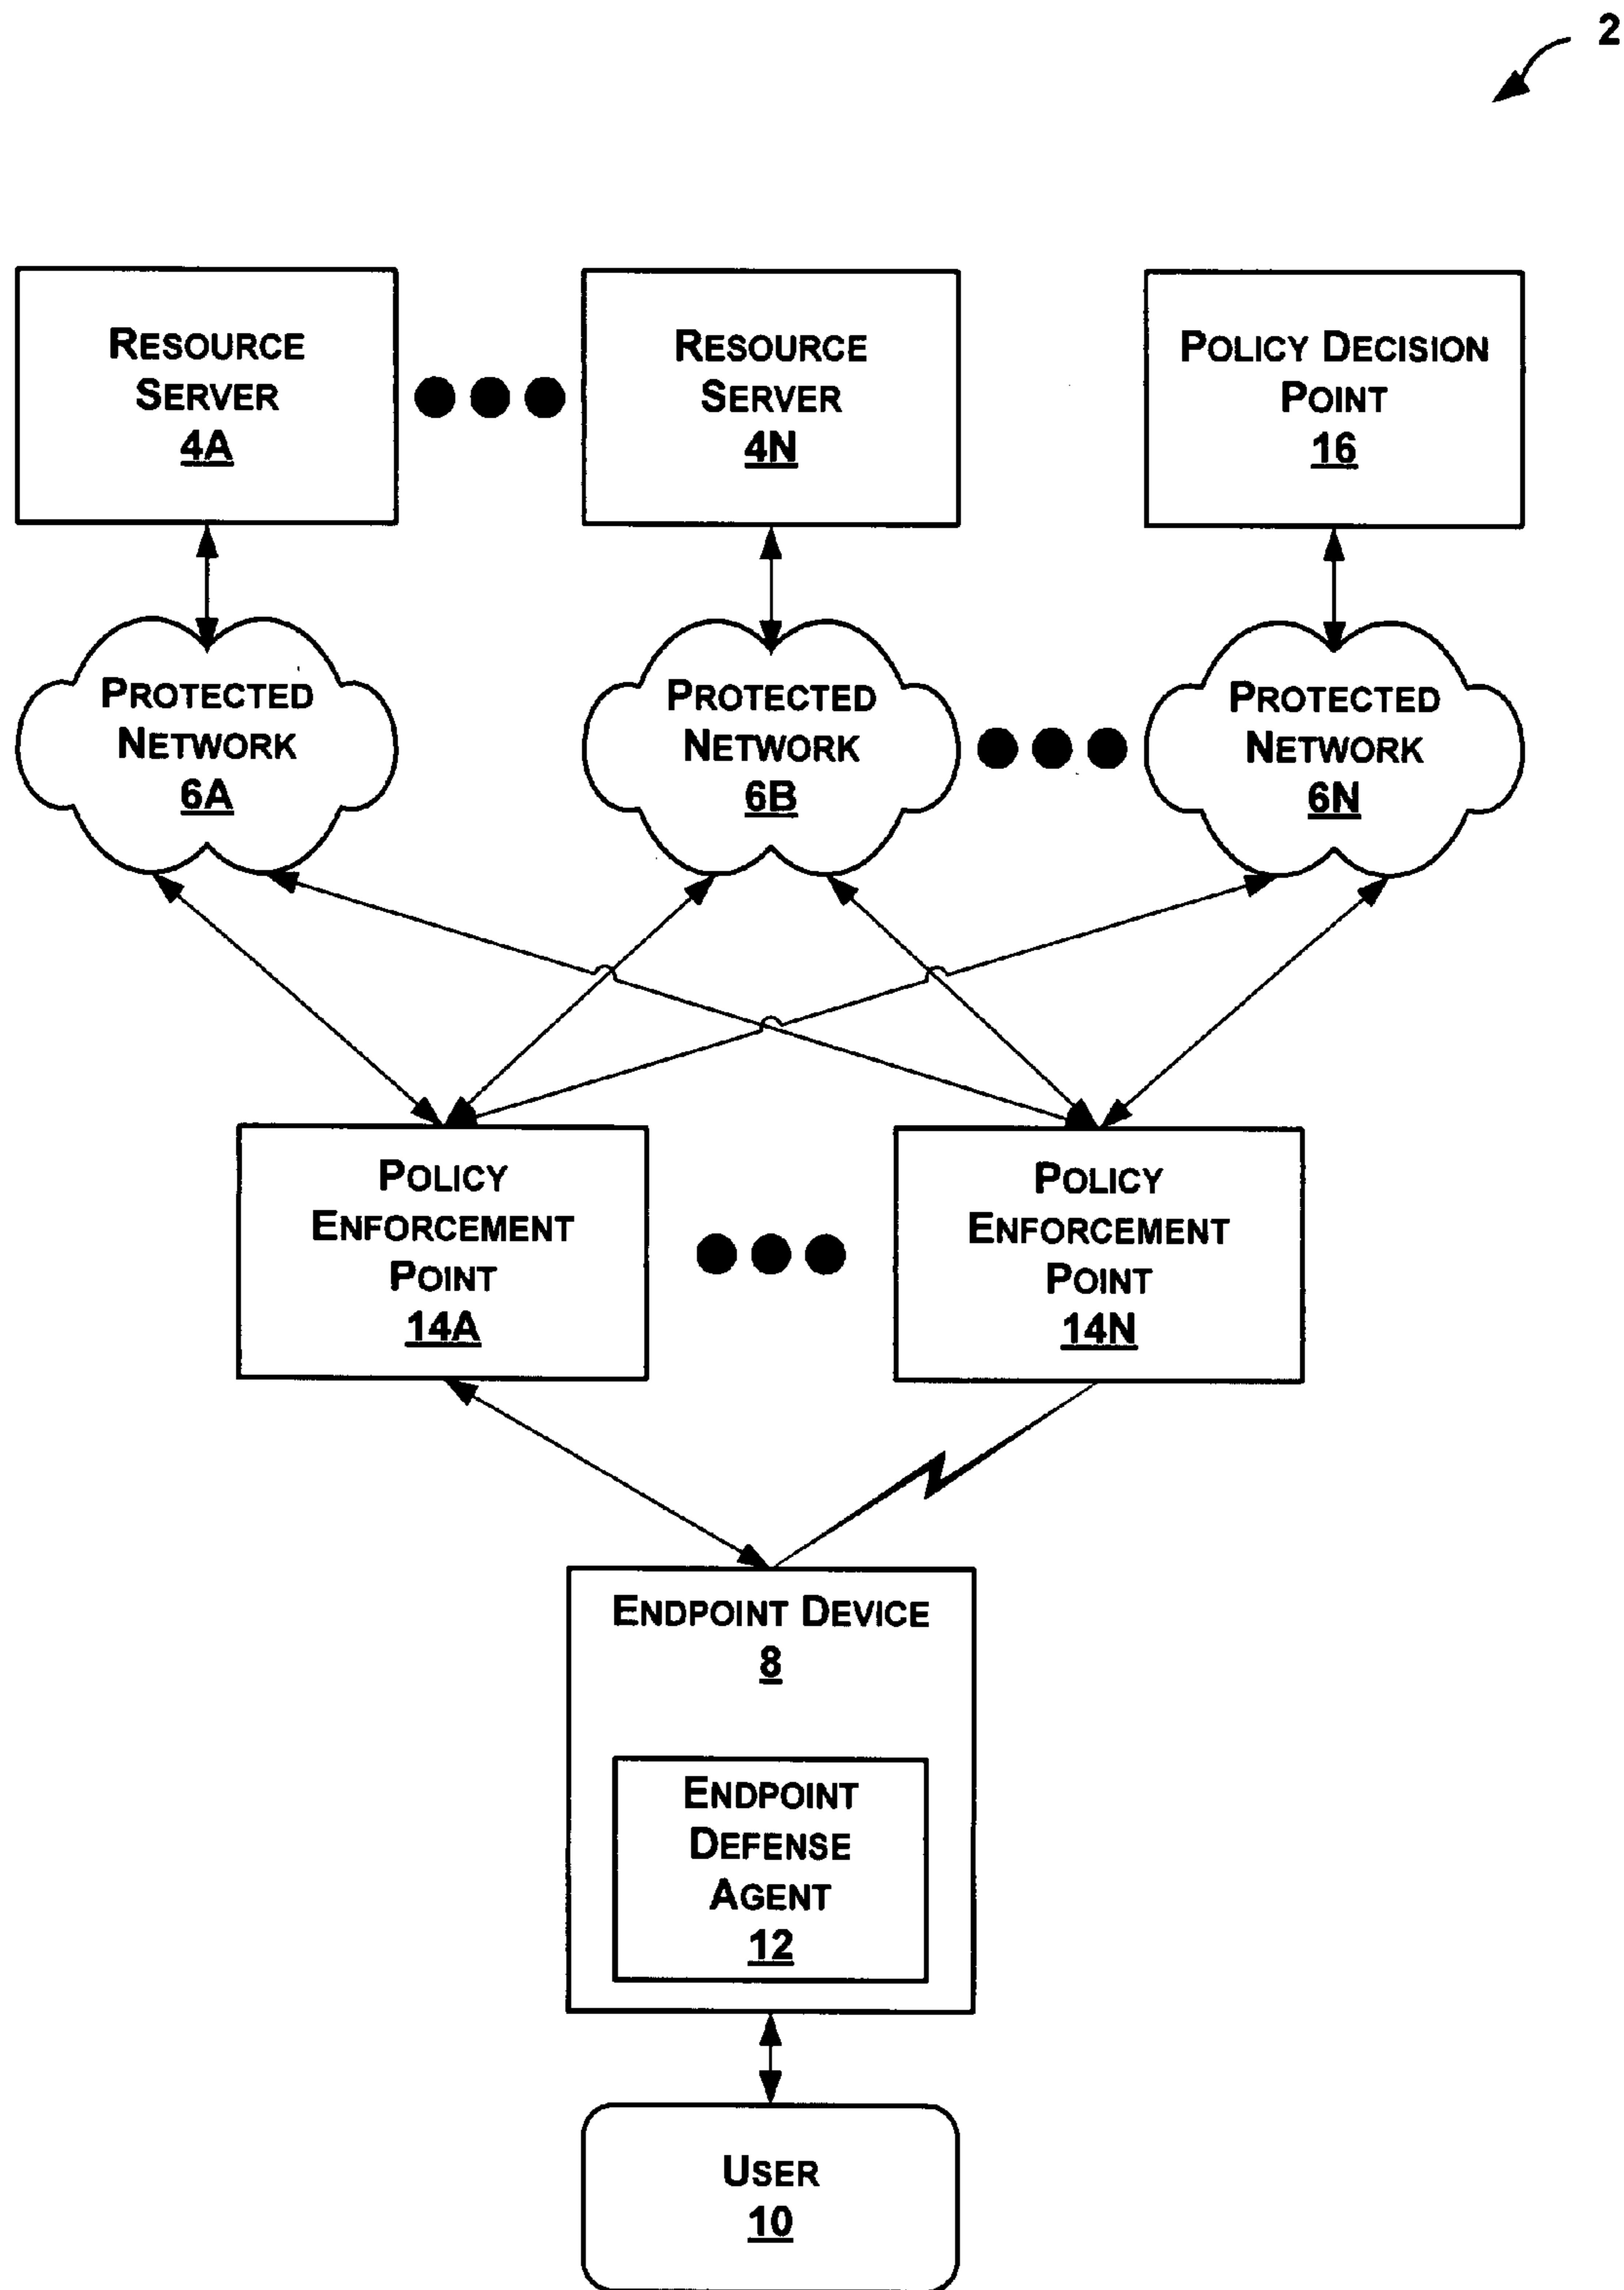 2
RESOURCE
SERVER
4A
RESOURCE
SERVER
4N
POLICY DECISION
POINT
16
PROTECTED
NETWORK
6A
PROTECTED
NETWORK
6B
PROTECTED
NETWORK
6N
POLICY
ENFORCEMENT
POINT
14A
POLICY
ENFORCEMENT
POINT
14N
ENDPOINT DEVICE
8
ENDPOINT
DEFENSE
AGENT
12
USER
10